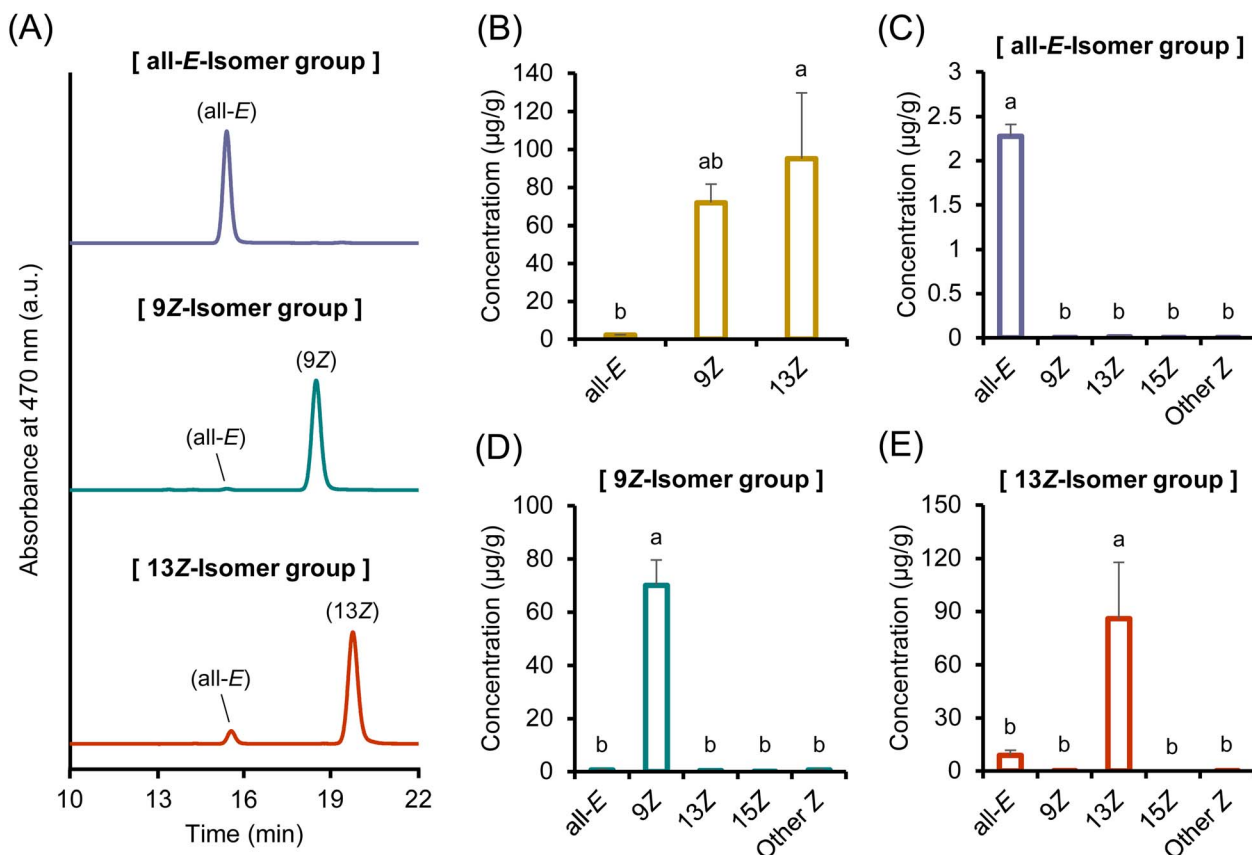 (A)
[ all-E-Isomer group ]
(all-E)
[ 9Z-Isomer group ]
(9Z)
(all-E)
[ 13Z-Isomer group ]
(13Z)
(all-E)
Absorbance at 470 nm (a.u.)
10 13 16 19 22
Time (min)
(B)
Concentratiom (µg/g)
140
120
100
80
60
40
20
0
b
ab
a
all-E 9Z 13Z
(C)
[ all-E-Isomer group ]
Concentration (µg/g)
3
2.5
2
1.5
1
0.5
0
a
b b b b
all-E 9Z 13Z 15Z Other Z
(D)
[ 9Z-Isomer group ]
Concentration (µg/g)
100
80
60
40
20
0
a
b b b b
all-E 9Z 13Z 15Z Other Z
(E)
[ 13Z-Isomer group ]
Concentration (µg/g)
150
120
90
60
30
0
a
b b b b
all-E 9Z 13Z 15Z Other Z